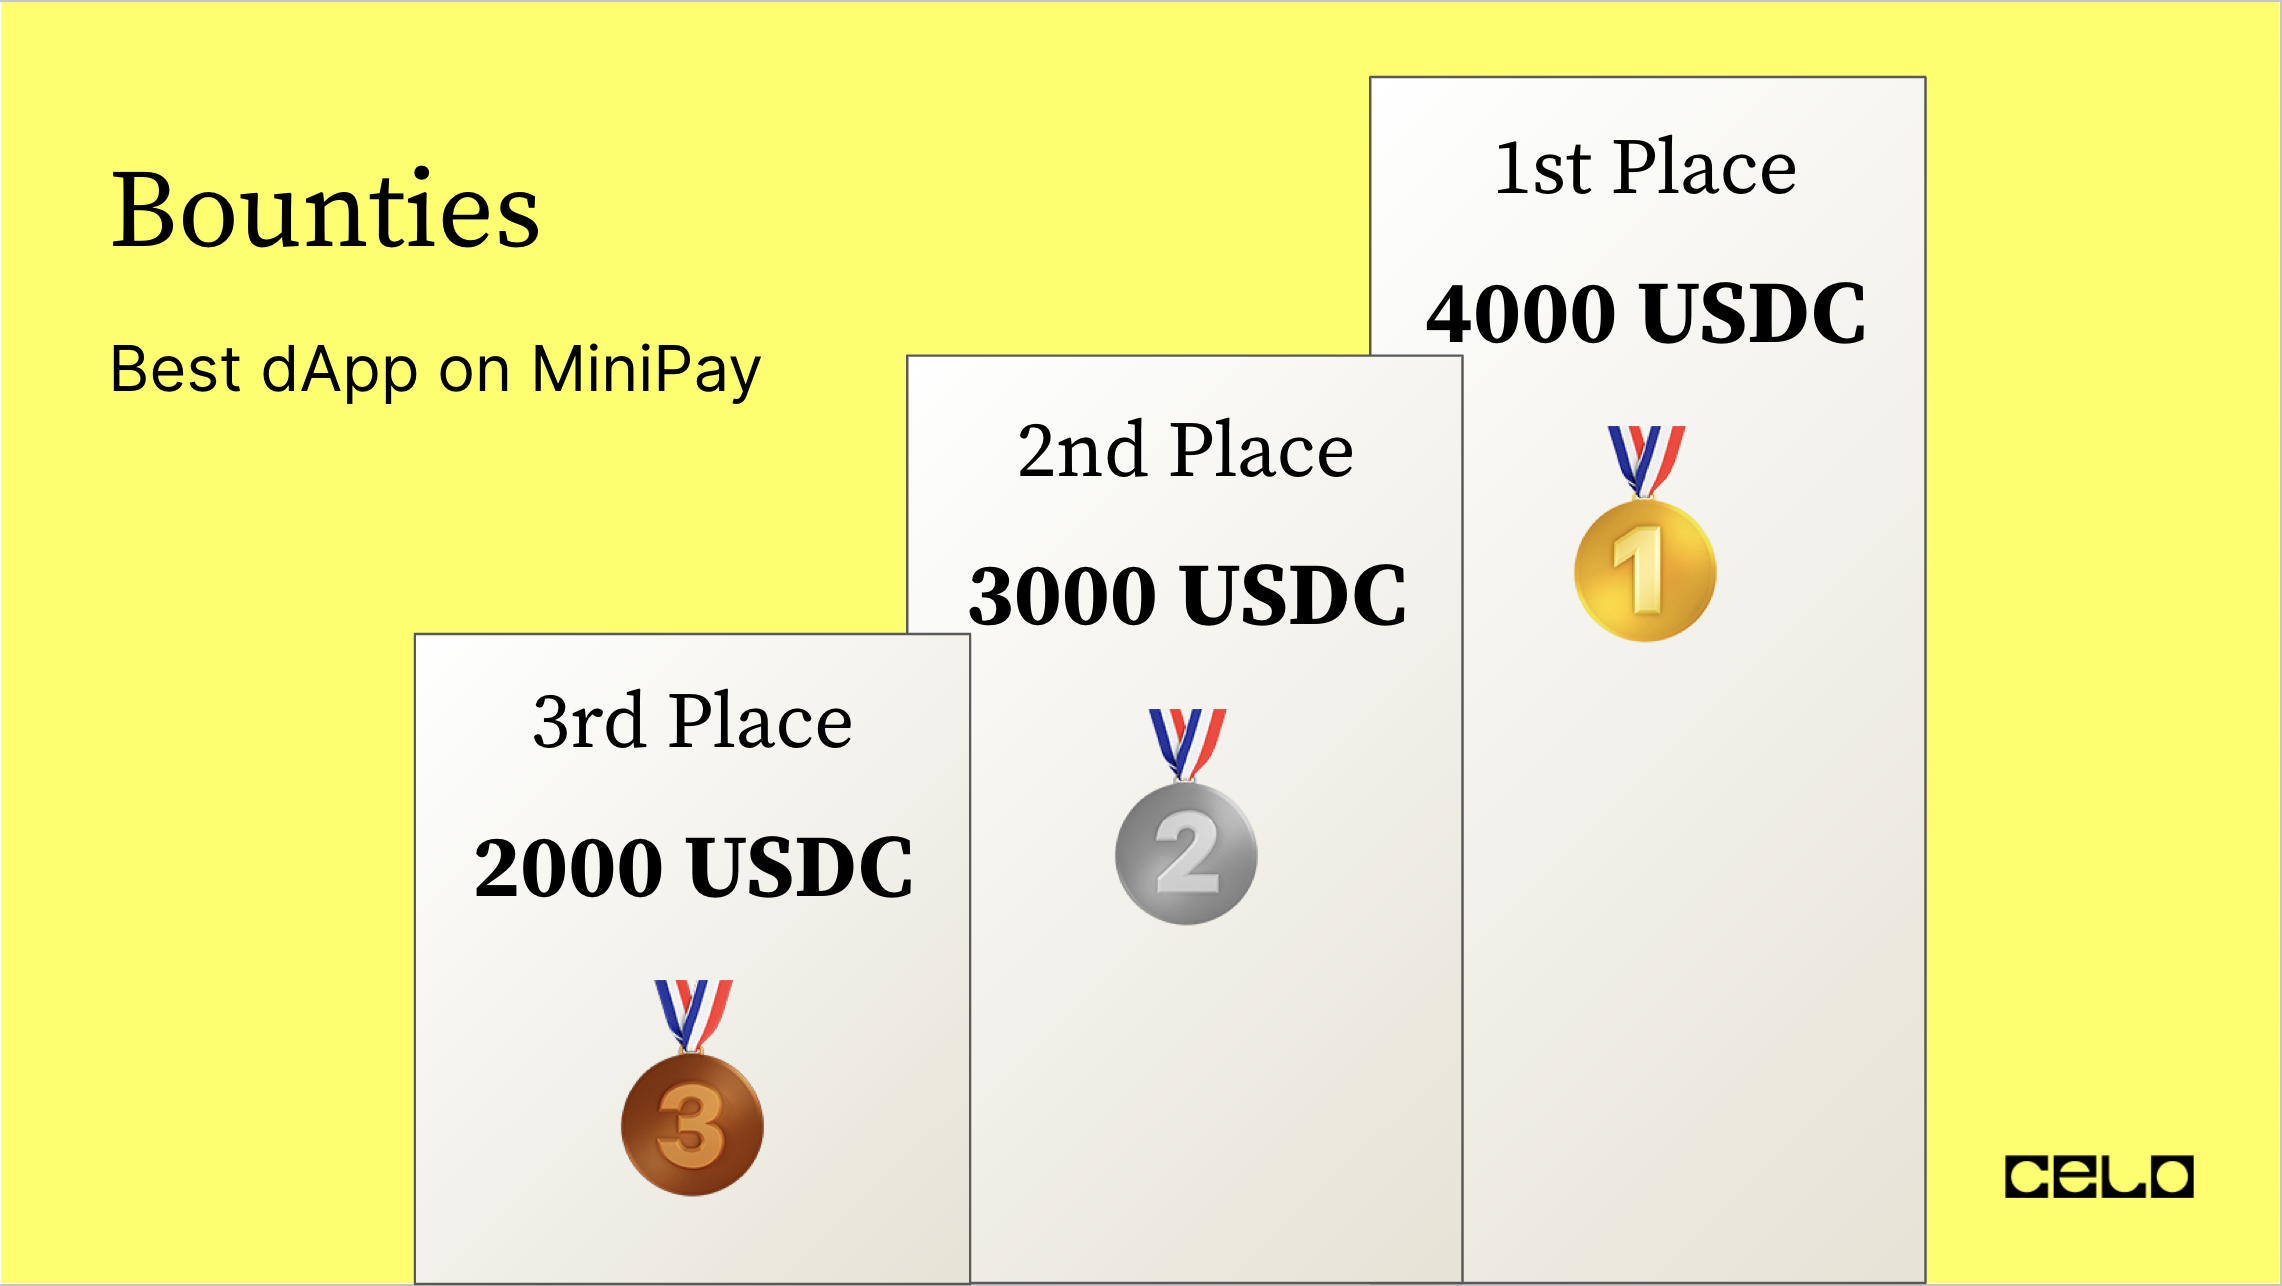 Bounties
Best dApp on MiniPay
1st Place
4000 USDC
1
2nd Place
3000 USDC
2
3rd Place
2000 USDC
3
CELO